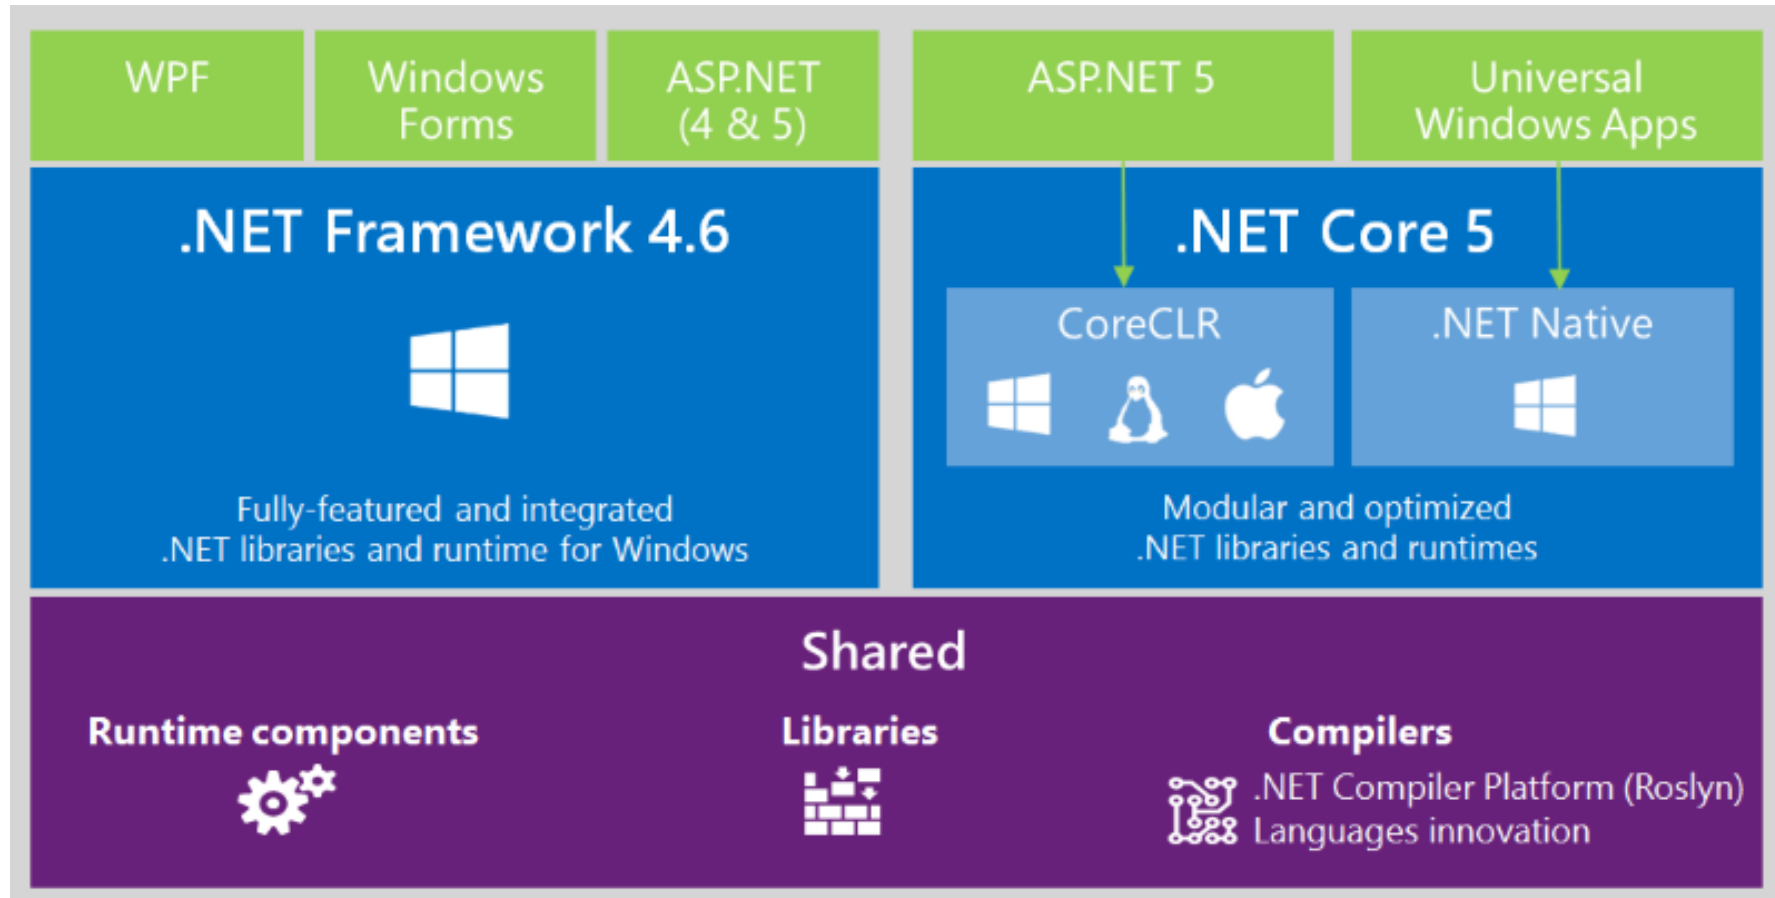 WPF
Windows
Forms
ASP.NET
(4 & 5)
ASP.NET 5
Universal
Windows Apps
.NET Framework 4.6
Fully-featured and integrated
.NET libraries and runtime for Windows
.NET Core 5
CoreCLR
.NET Native
Modular and optimized
.NET libraries and runtimes
Shared
Runtime components
Libraries
Compilers
.NET Compiler Platform (Roslyn)
Languages innovation